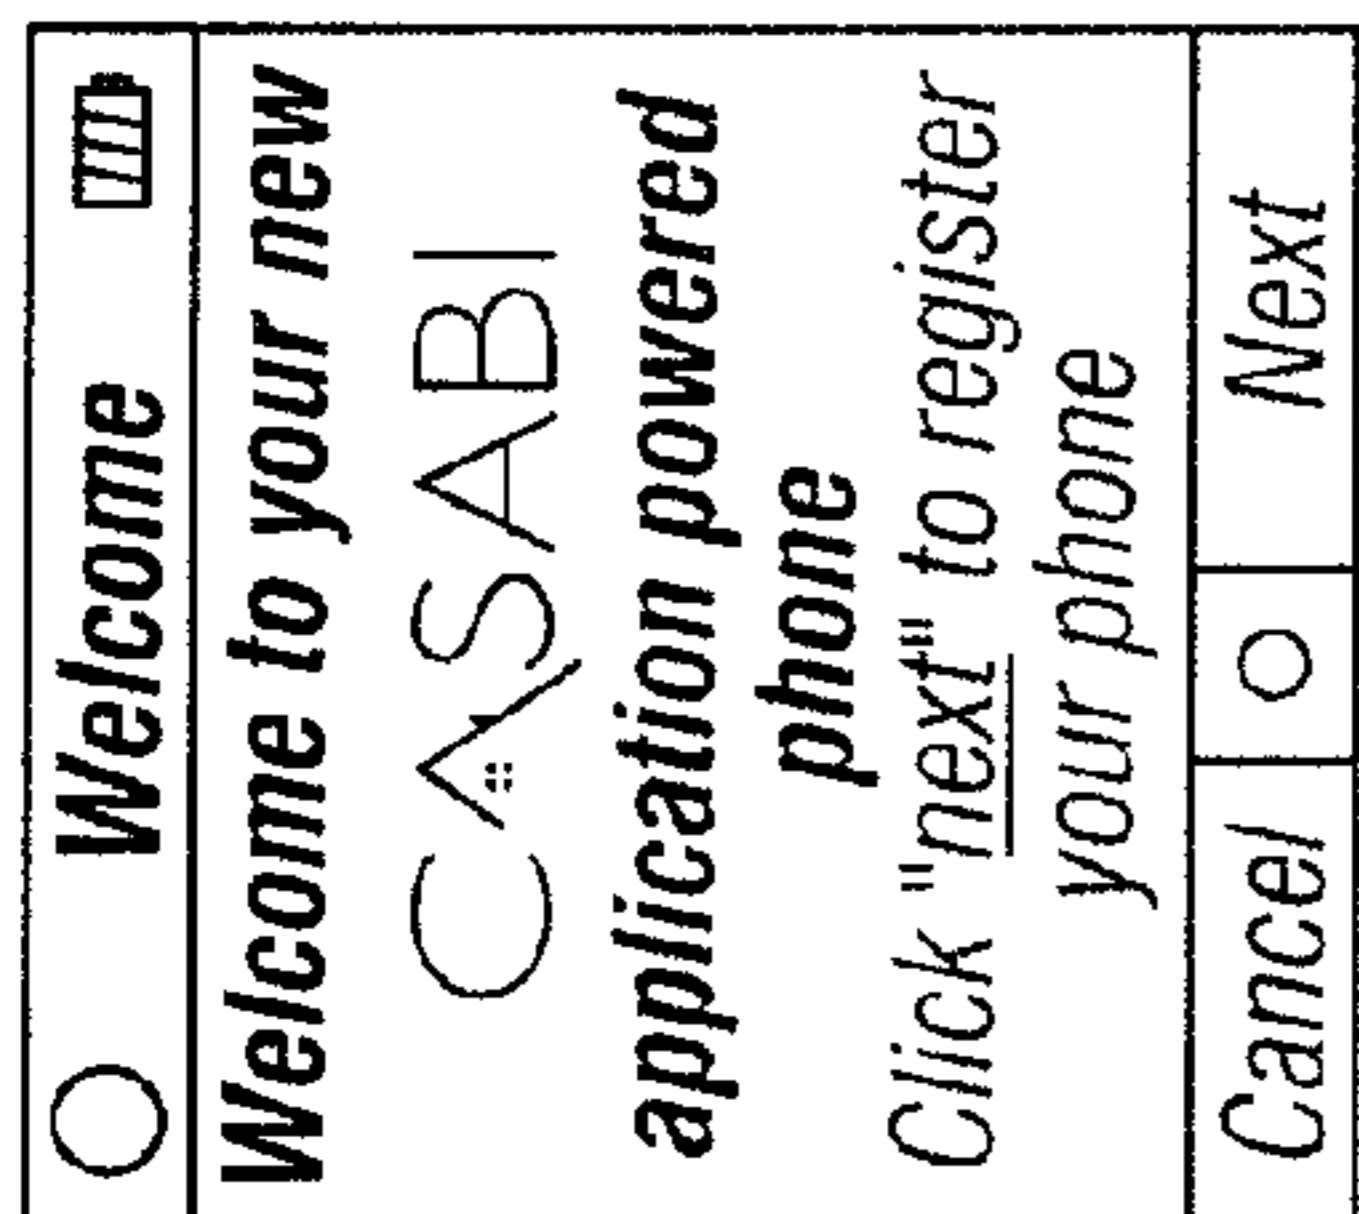 Welcome
Welcome to your new
CASABI
application powered
phone
Click "next" to register
your phone
Cancel
Next